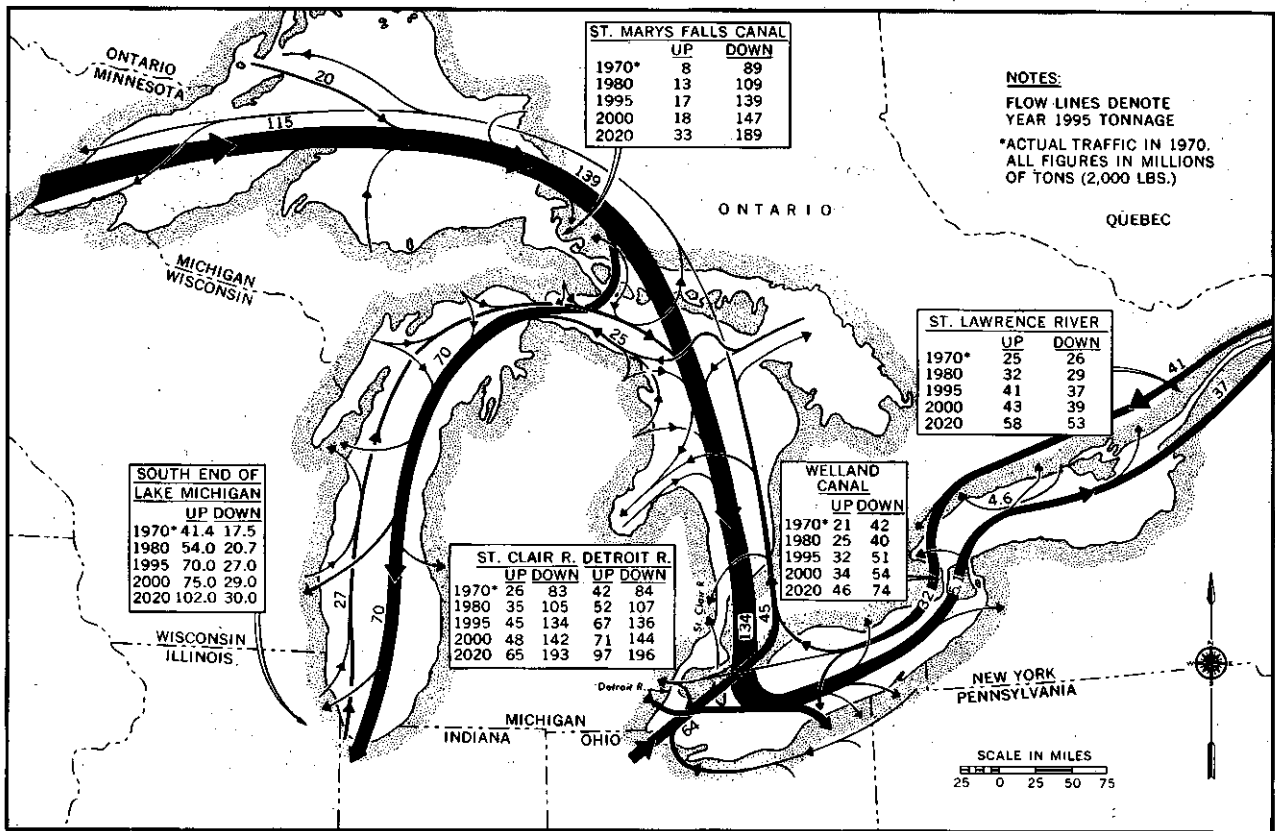 ONTARIO
MINNESOTA
20
115
139
ST. MARYS FALLS CANAL
UP DOWN
1970* 8 89
1980 13 109
1995 17 139
2000 18 147
2020 33 189
NOTES:
FLOW LINES DENOTE
YEAR 1995 TONNAGE
*ACTUAL TRAFFIC IN 1970.
ALL FIGURES IN MILLIONS
OF TONS (2,000 LBS.)
ONTARIO
QUEBEC
MICHIGAN
WISCONSIN
25
70
ST. LAWRENCE RIVER
UP DOWN
1970* 25 26
1980 32 29
1995 41 37
2000 43 39
2020 58 53
41
37
SOUTH END OF
LAKE MICHIGAN
UP DOWN
1970* 41.4 17.5
1980 54.0 20.7
1995 70.0 27.0
2000 75.0 29.0
2020 102.0 30.0
WELLAND
CANAL
UP DOWN
1970* 21 42
1980 25 40
1995 32 51
2000 34 54
2020 46 74
4.6
ST. CLAIR R. DETROIT R.
UP DOWN UP DOWN
1970* 26 83 42 84
1980 35 105 52 107
1995 45 134 67 136
2000 48 142 71 144
2020 65 193 97 196
27
70
St. Clair R.
134
45
32
WISCONSIN
ILLINOIS
Detroit R.
NEW YORK
PENNSYLVANIA
MICHIGAN
INDIANA
OHIO
64
SCALE IN MILES
25 0 25 50 75